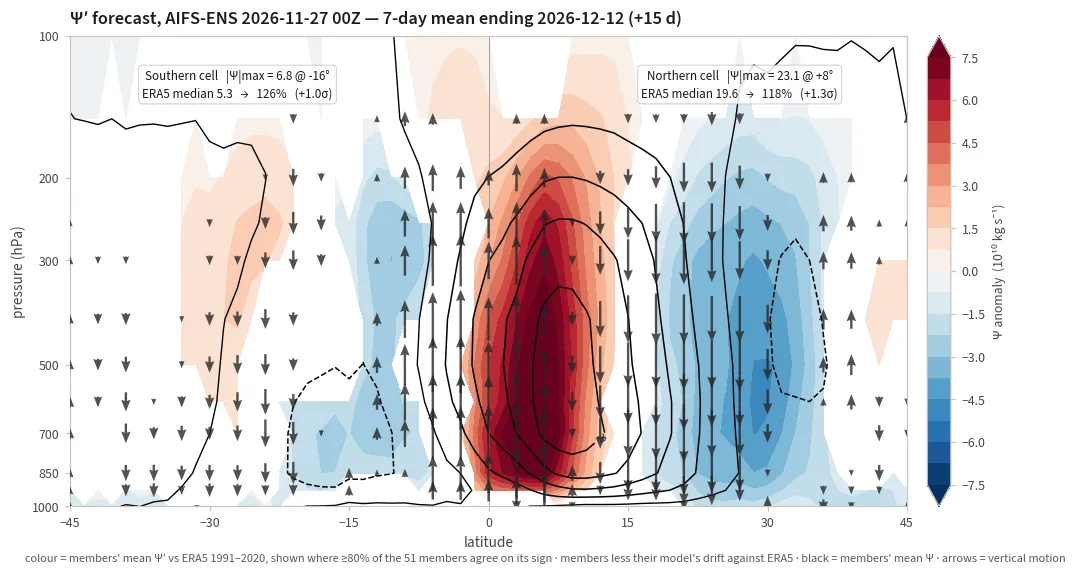 Ψ′ forecast, AIFS-ENS 2026-11-27 00Z — 7-day mean ending 2026-12-12 (+15 d)
Southern cell |Ψ|max = 6.8 @ -16°
ERA5 median 5.3 → 126% (+1.0σ)
Northern cell |Ψ|max = 23.1 @ +8°
ERA5 median 19.6 → 118% (+1.3σ)
pressure (hPa)
100
200
300
500
700
850
1000
−45
−30
−15
0
15
30
45
latitude
7.5
6.0
4.5
3.0
1.5
0.0
−1.5
−3.0
−4.5
−6.0
−7.5
Ψ anomaly (10¹⁰ kg s⁻¹)
colour = members' mean Ψ′ vs ERA5 1991–2020, shown where ≥80% of the 51 members agree on its sign · members less their model's drift against ERA5 · black = members' mean Ψ · arrows = vertical motion